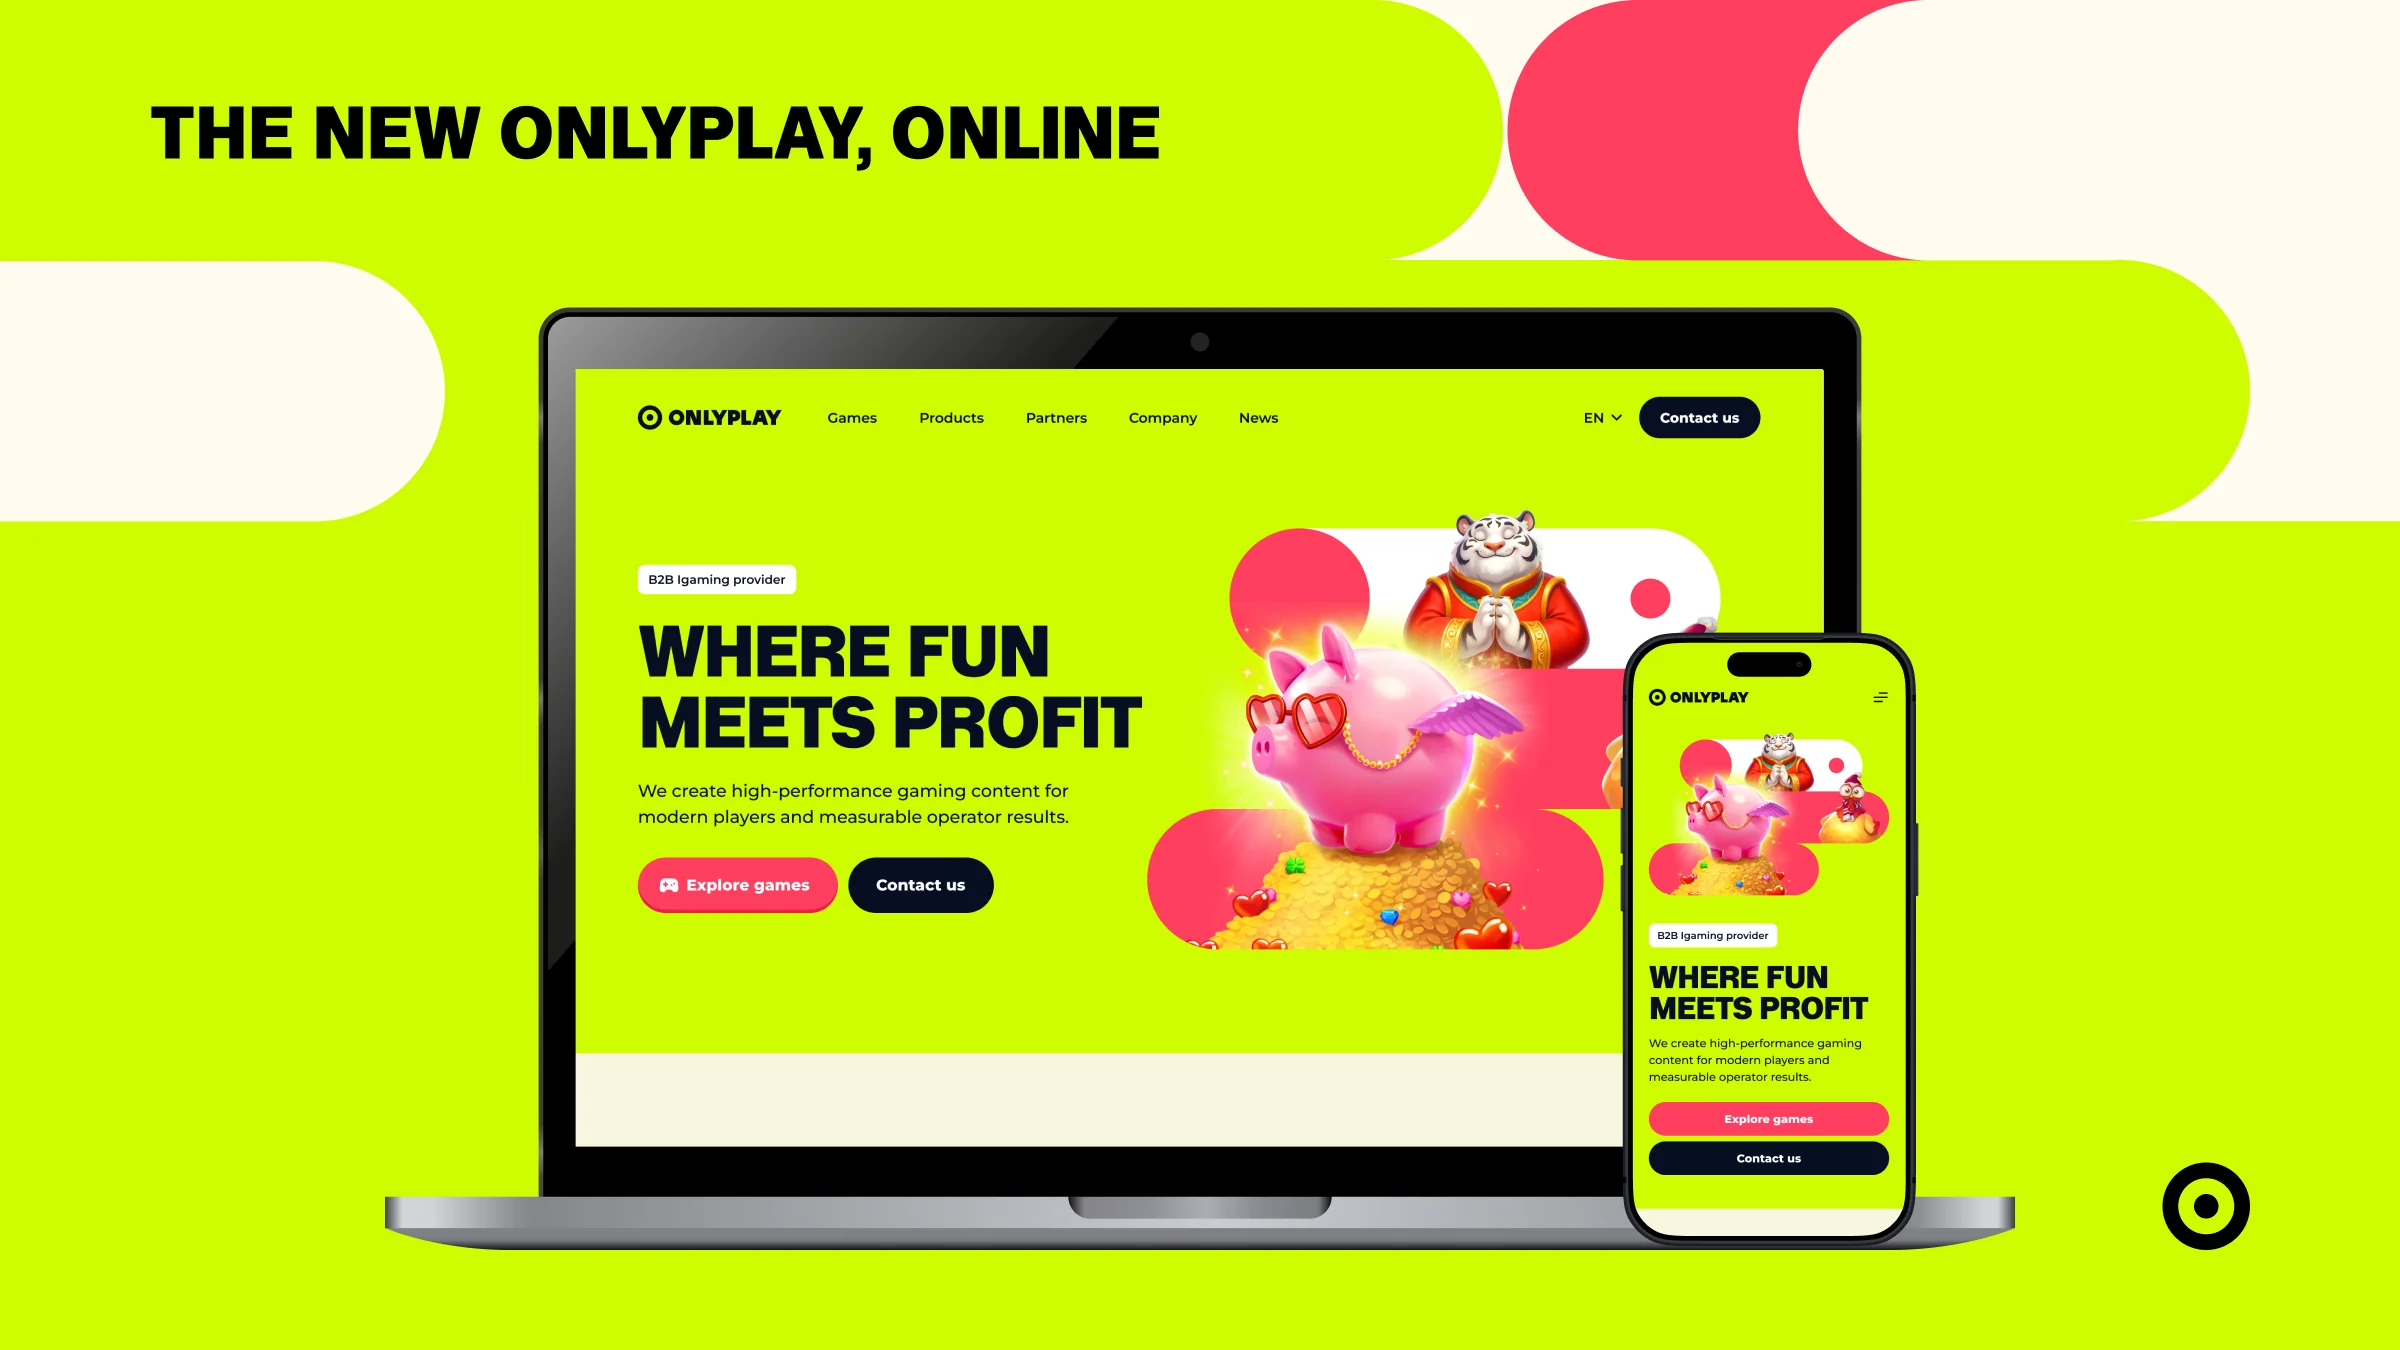 THE NEW ONLYPLAY, ONLINE
ONLYPLAY Games Products Partners Company News EN Contact us
B2B Igaming provider
WHERE FUN
MEETS PROFIT
We create high-performance gaming content for
modern players and measurable operator results.
Explore games Contact us
ONLYPLAY
B2B Igaming provider
WHERE FUN
MEETS PROFIT
We create high-performance gaming
content for modern players and
measurable operator results.
Explore games
Contact us